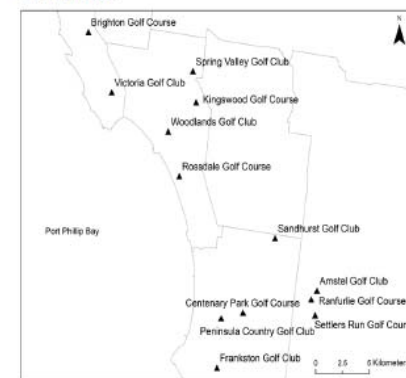 Brighton Golf Course
N
Spring Valley Golf Club
Victoria Golf Club
Kingswood Golf Course
Woodlands Golf Club
Rossdale Golf Course
Port Phillip Bay
Sandhurst Golf Club
Amstel Golf Club
Centenary Park Golf Course
Ranfurlie Golf Course
Settlers Run Golf Cour
Peninsula Country Golf Club
Frankston Golf Club
0 2.5 5 Kilometer